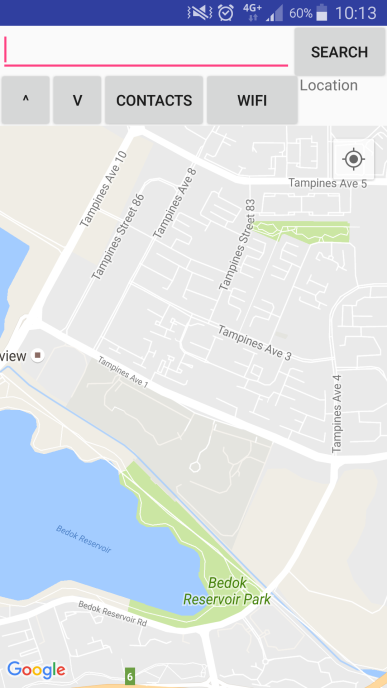 4G+ 60% 10:13
SEARCH
^ V CONTACTS WIFI Location
Tampines Ave 10
Tampines Ave 8
Tampines Ave 5
Tampines Street 86
Tampines Street 83
Tampines Ave 3
view
Tampines Ave 1
Tampines Ave 4
Bedok Reservoir
Bedok
Reservoir Park
Bedok Reservoir Rd
Google
6